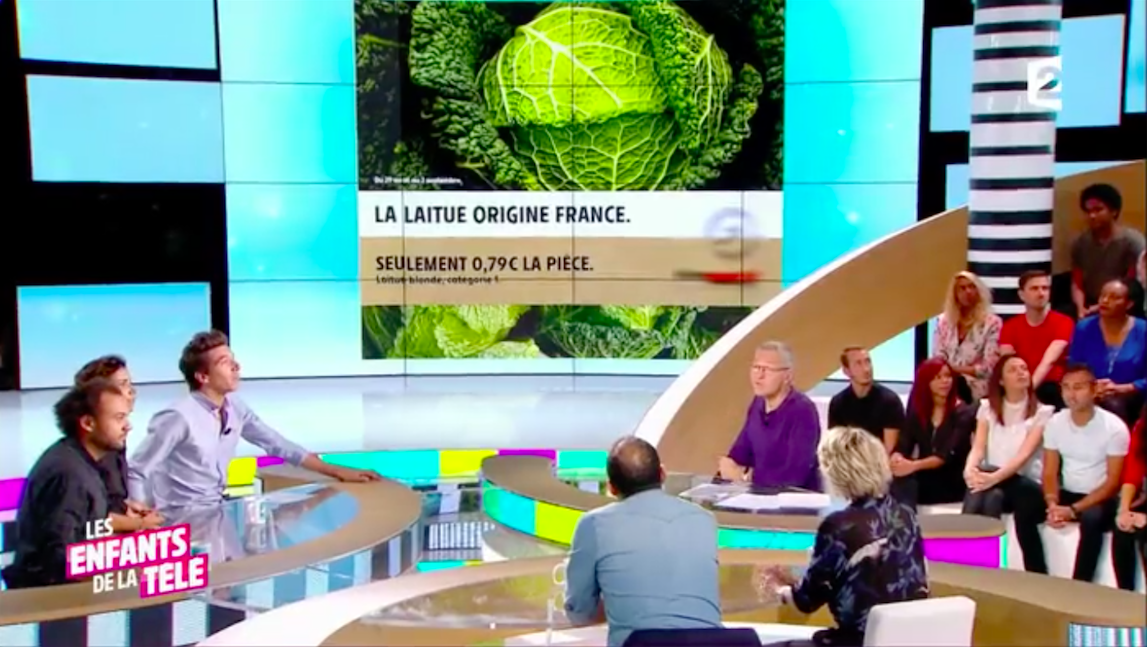 2
LA LAITUE ORIGINE FRANCE.
SEULEMENT 0,79€ LA PIÈCE.
Laitue blonde, catégorie 1
LES
ENFANTS
DE LA TÉLÉ